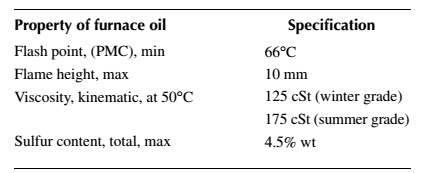 Property of furnace oil Specification
Flash point, (PMC), min 66°C
Flame height, max 10 mm
Viscosity, kinematic, at 50°C 125 cSt (winter grade)
175 cSt (summer grade)
Sulfur content, total, max 4.5% wt